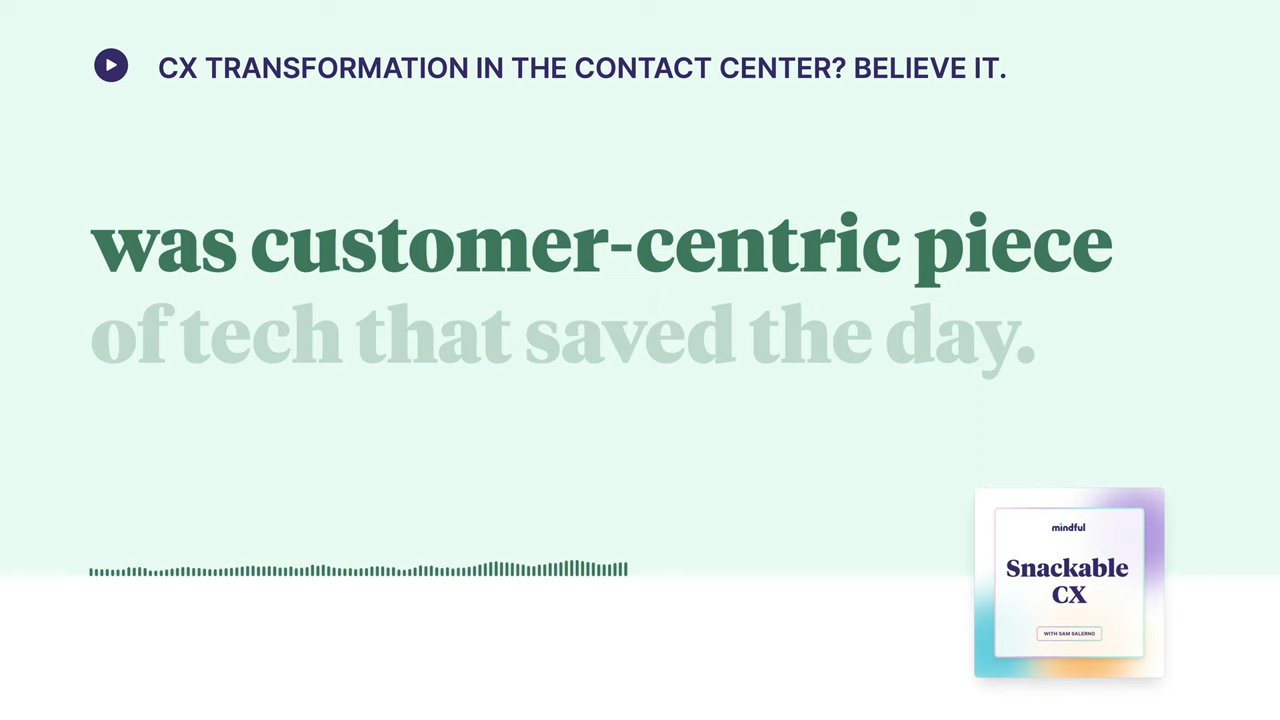 CX TRANSFORMATION IN THE CONTACT CENTER? BELIEVE IT.
was customer-centric piece
of tech that saved the day.
mindful
Snackable
CX
WITH SAM SALERNO